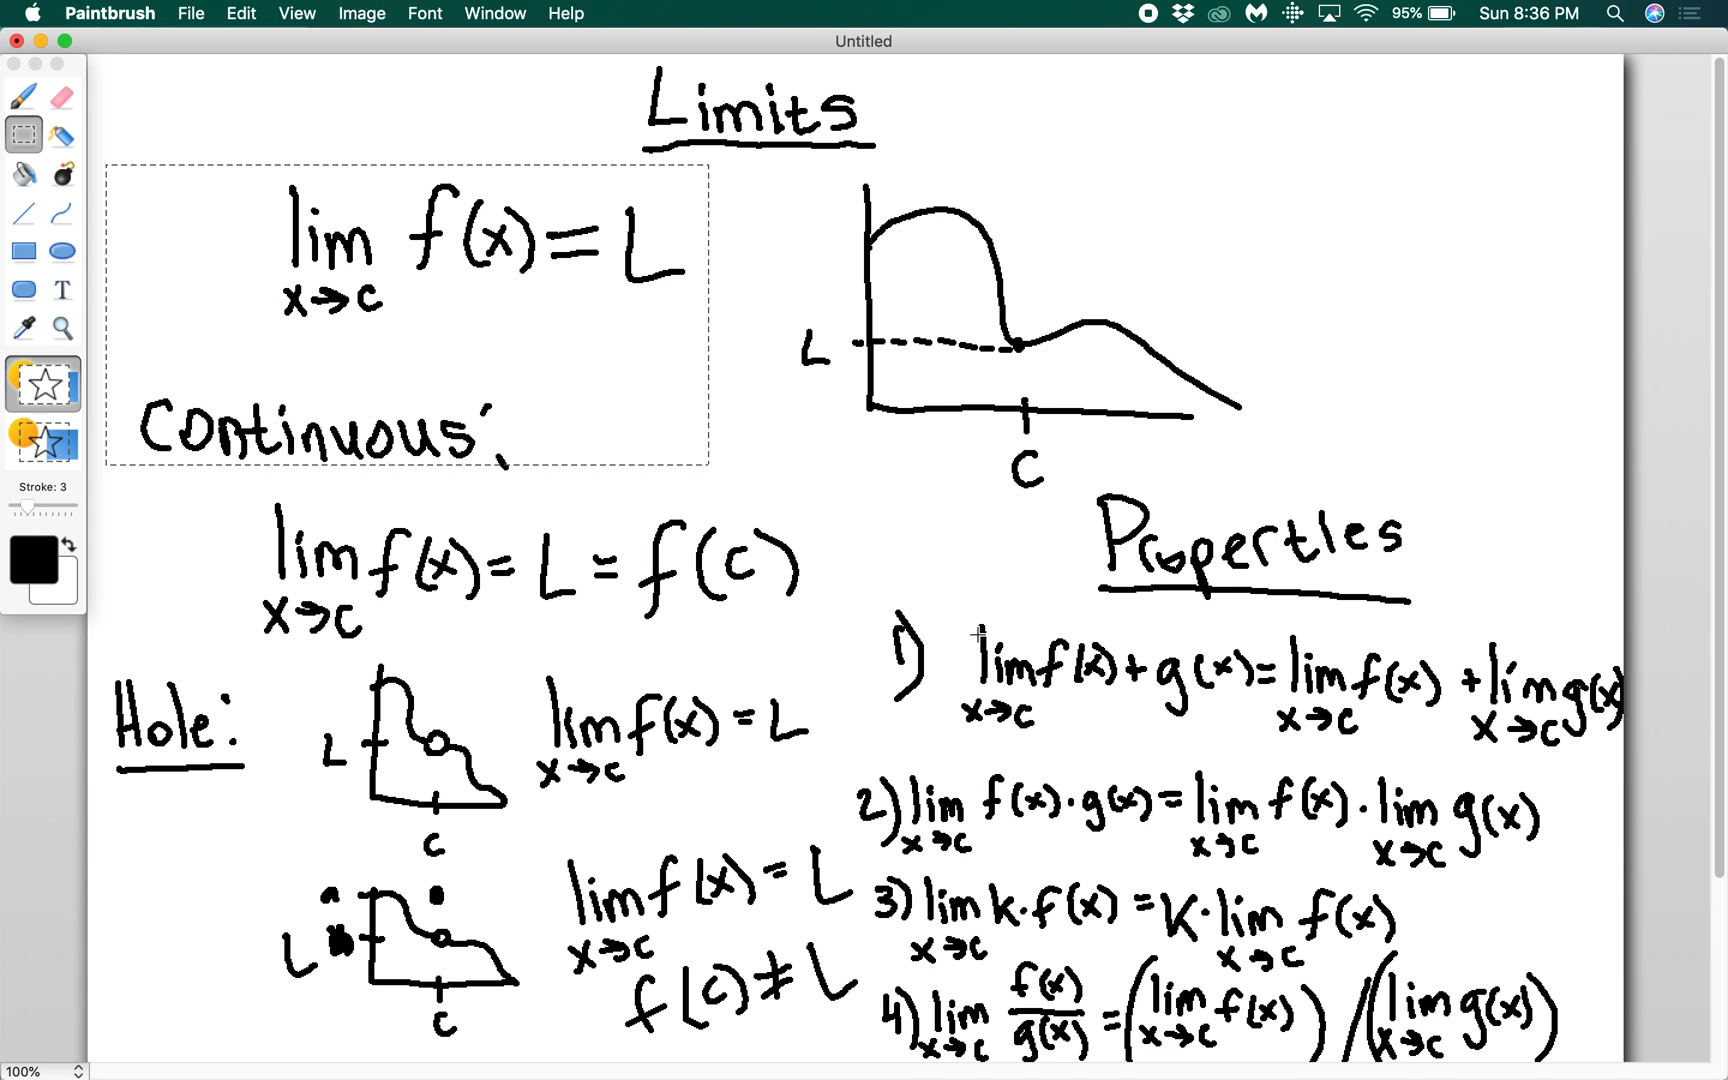 Paintbrush File Edit View Image Font Window Help 95% Sun 8:36 PM
Untitled
Limits
lim f(x) = L
x→c
L
C
Continuous:
lim f(x) = L = f(c)
x→c
Properties
1) lim f(x) + g(x) = lim f(x) + lim g(x)
x→c x→c x→c
Hole:
L
C
lim f(x) = L
x→c
2) lim f(x)·g(x) = lim f(x) · lim g(x)
x→c x→c x→c
L
C
lim f(x) = L
x→c
f(c) ≠ L
3) lim k·f(x) = K·lim f(x)
x→c x→c
4) lim f(x)/g(x) = (lim f(x)) / (lim g(x))
x→c x→c x→c
T
Stroke: 3
100%